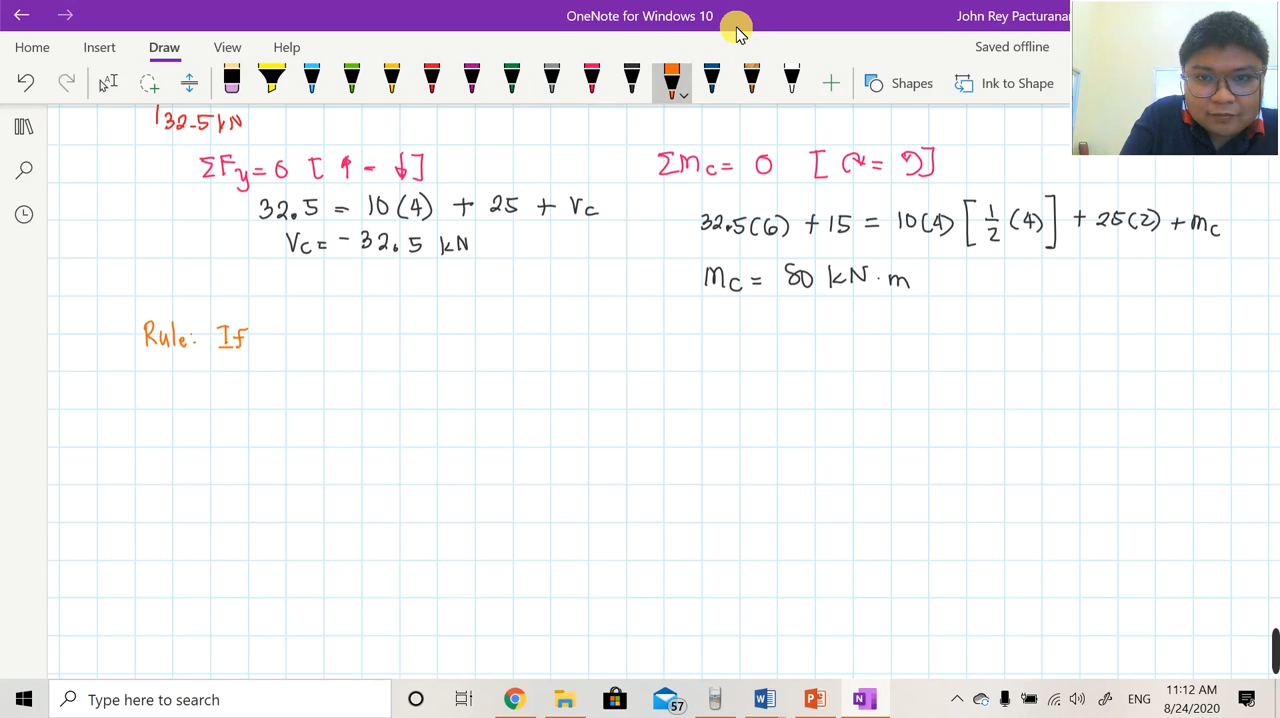 OneNote for Windows 10
John Rey Pacturana
Home Insert Draw View Help
Saved offline
Shapes
Ink to Shape
32.5 kN
ΣFy = 0 [ ↑ = ↓ ]
32.5 = 10(4) + 25 + Vc
Vc = - 32.5 kN
ΣMc = 0 [ ↷ = ↶ ]
32.5(6) + 15 = 10(4) [ 1/2 (4) ] + 25(2) + Mc
Mc = 80 kN·m
Rule: If
Type here to search
57
ENG
11:12 AM
8/24/2020